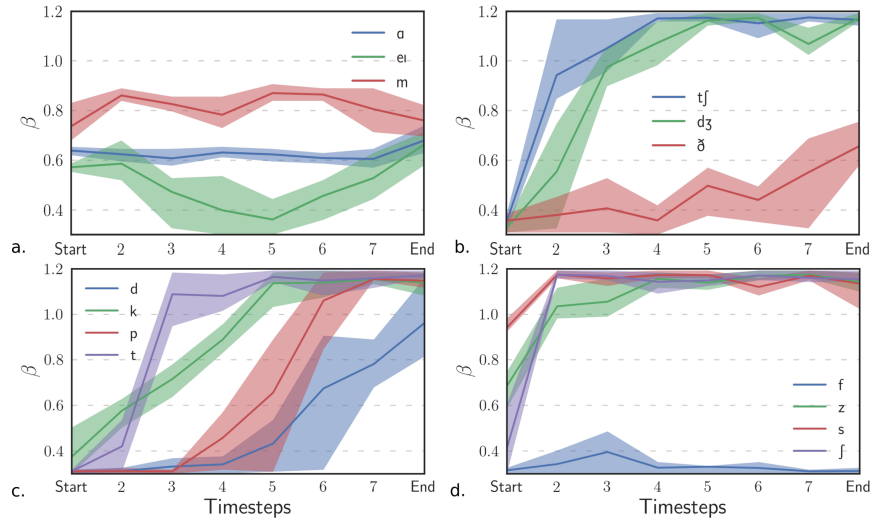 1.2
1.0
0.8
0.6
0.4
β
ɑ
eɪ
m
a.
Start 2 3 4 5 6 7 End
1.2
1.0
0.8
0.6
0.4
β
tʃ
dʒ
ð
b.
Start 2 3 4 5 6 7 End
1.2
1.0
0.8
0.6
0.4
β
d
k
p
t
c.
Start 2 3 4 5 6 7 End
Timesteps
1.2
1.0
0.8
0.6
0.4
β
f
z
s
ʃ
d.
Start 2 3 4 5 6 7 End
Timesteps